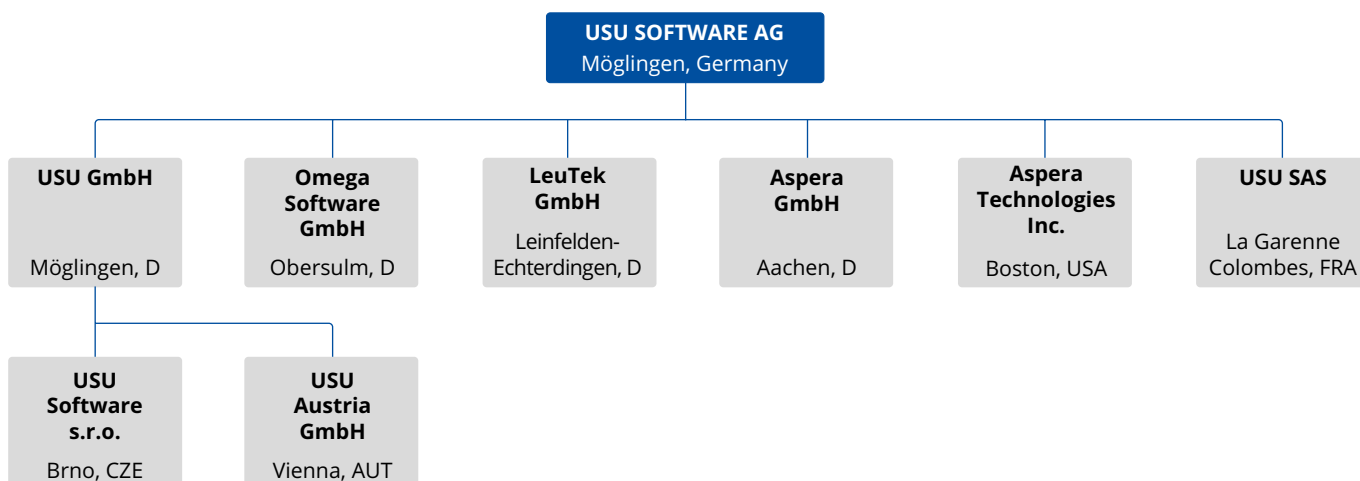 USU SOFTWARE AG
Möglingen, Germany
USU GmbH
Möglingen, D
Omega
Software
GmbH
Obersulm, D
LeuTek
GmbH
Leinfelden-
Echterdingen, D
Aspera
GmbH
Aachen, D
Aspera
Technologies
Inc.
Boston, USA
USU SAS
La Garenne
Colombes, FRA
USU
Software
s.r.o.
Brno, CZE
USU
Austria
GmbH
Vienna, AUT